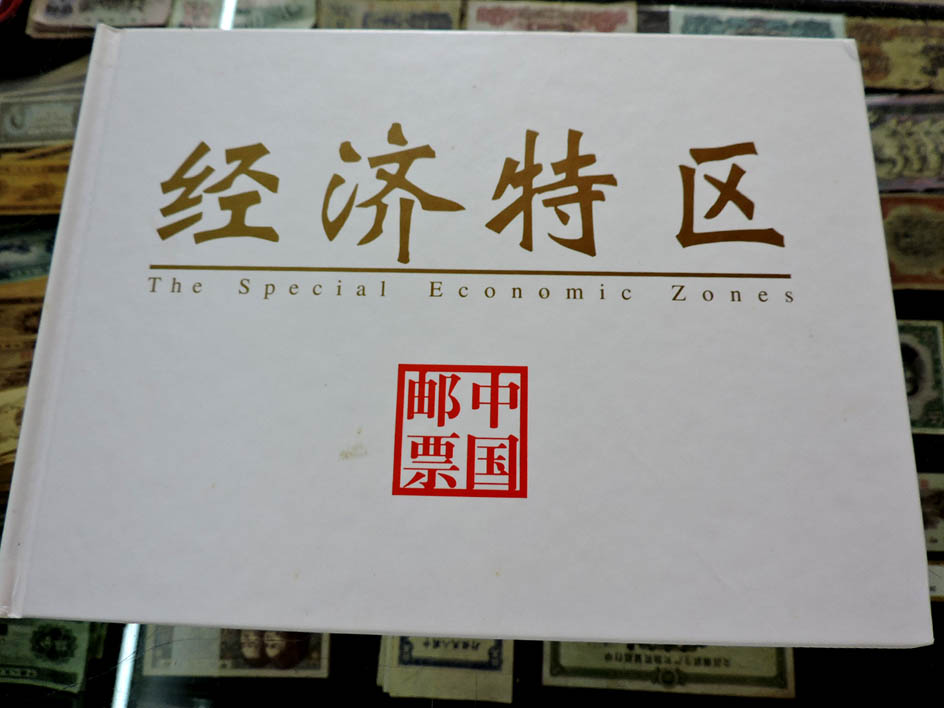 经济特区
The Special Economic Zones
中国
邮票